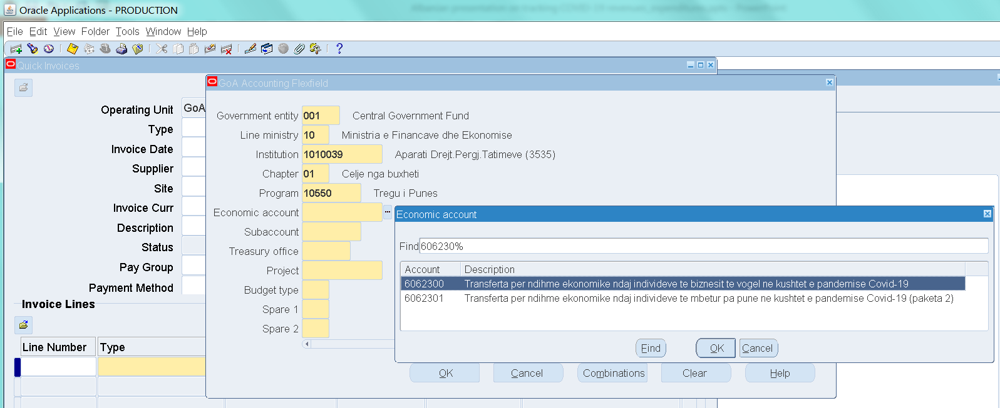 Oracle Applications - PRODUCTION
File Edit View Folder Tools Window Help
Quick Invoices
GoA Accounting Flexfield
Operating Unit GoA
Type
Invoice Date
Supplier
Site
Invoice Curr
Description
Status
Pay Group
Payment Method
Invoice Lines
Line Number Type
Government entity 001 Central Government Fund
Line ministry 10 Ministria e Financave dhe Ekonomise
Institution 1010039 Aparati Drejt.Pergj.Tatimeve (3535)
Chapter 01 Celje nga buxheti
Program 10550 Tregu i Punes
Economic account ...
Subaccount
Treasury office
Project
Budget type
Spare 1
Spare 2
OK Cancel Combinations Clear Help
Economic account
Find 606230%
Account Description
6062300 Transferta per ndihme ekonomike ndaj individeve te biznesit te vogel ne kushtet e pandemise Covid-19
6062301 Transferta per ndihme ekonomike ndaj individeve te mbetur pa pune ne kushtet e pandemise Covid-19 (paketa 2)
Find OK Cancel